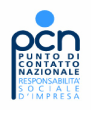 pcn
PUNTO DI
CONTATTO
NAZIONALE
RESPONSABILITÀ
SOCIALE
D'IMPRESA